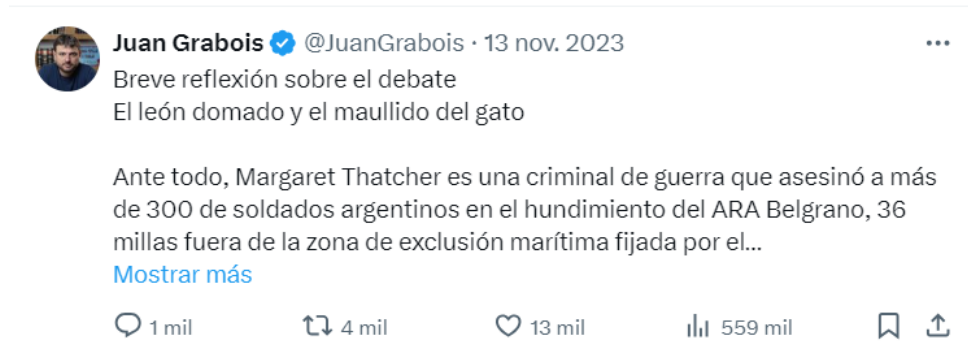 Juan Grabois @JuanGrabois · 13 nov. 2023
Breve reflexión sobre el debate
El león domado y el maullido del gato
Ante todo, Margaret Thatcher es una criminal de guerra que asesinó a más
de 300 de soldados argentinos en el hundimiento del ARA Belgrano, 36
millas fuera de la zona de exclusión marítima fijada por el...
Mostrar más
1 mil 4 mil 13 mil 559 mil